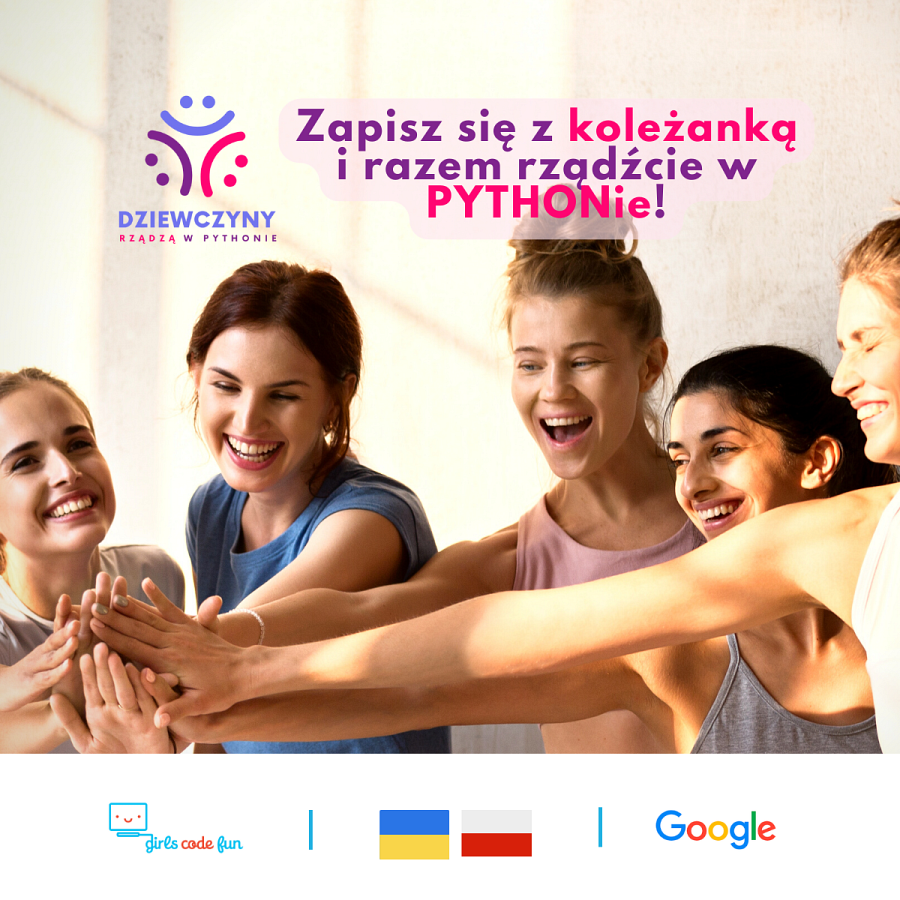 DZIEWCZYNY
RZĄDZĄ W PYTHONIE
Zapisz się z koleżanką
i razem rządźcie w
PYTHONie!
girls code fun
Google